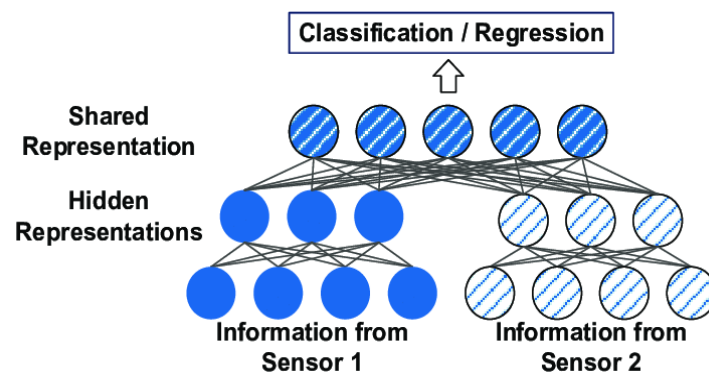 Classification / Regression
Shared
Representation
Hidden
Representations
Information from
Sensor 1
Information from
Sensor 2